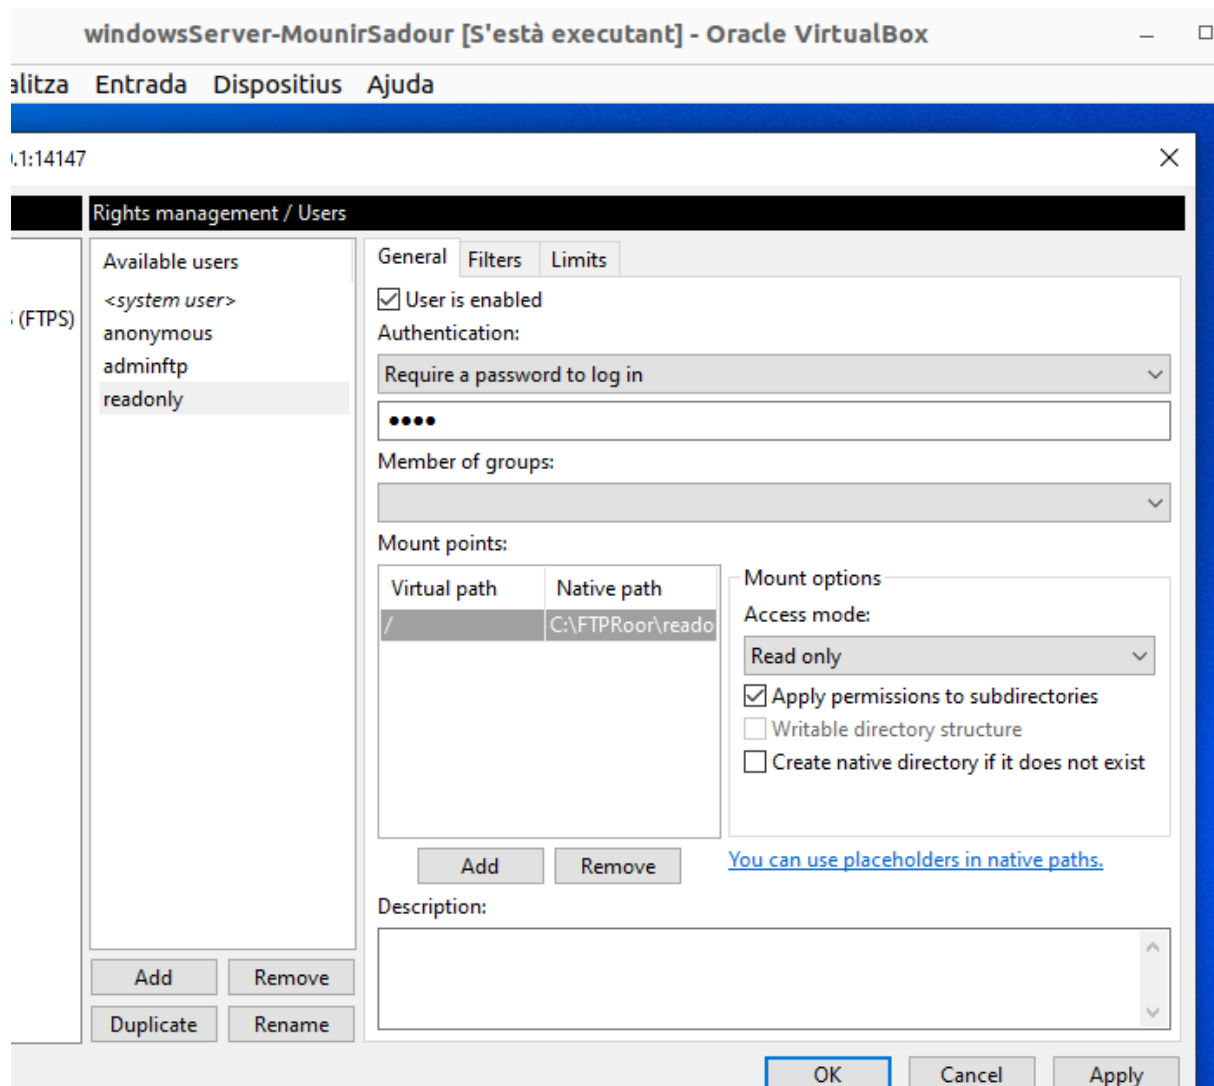 windowsServer-MounirSadour [S'està executant] - Oracle VirtualBox
alitza Entrada Dispositius Ajuda
.1:14147
Rights management / Users
Available users
<system user>
anonymous
adminftp
readonly
(FTPS)
General Filters Limits
User is enabled
Authentication:
Require a password to log in
••••
Member of groups:
Mount points:
Virtual path Native path
/ C:\FTPRoor\reado
Mount options
Access mode:
Read only
Apply permissions to subdirectories
Writable directory structure
Create native directory if it does not exist
Add Remove
You can use placeholders in native paths.
Description:
Add Remove
Duplicate Rename
OK Cancel Apply